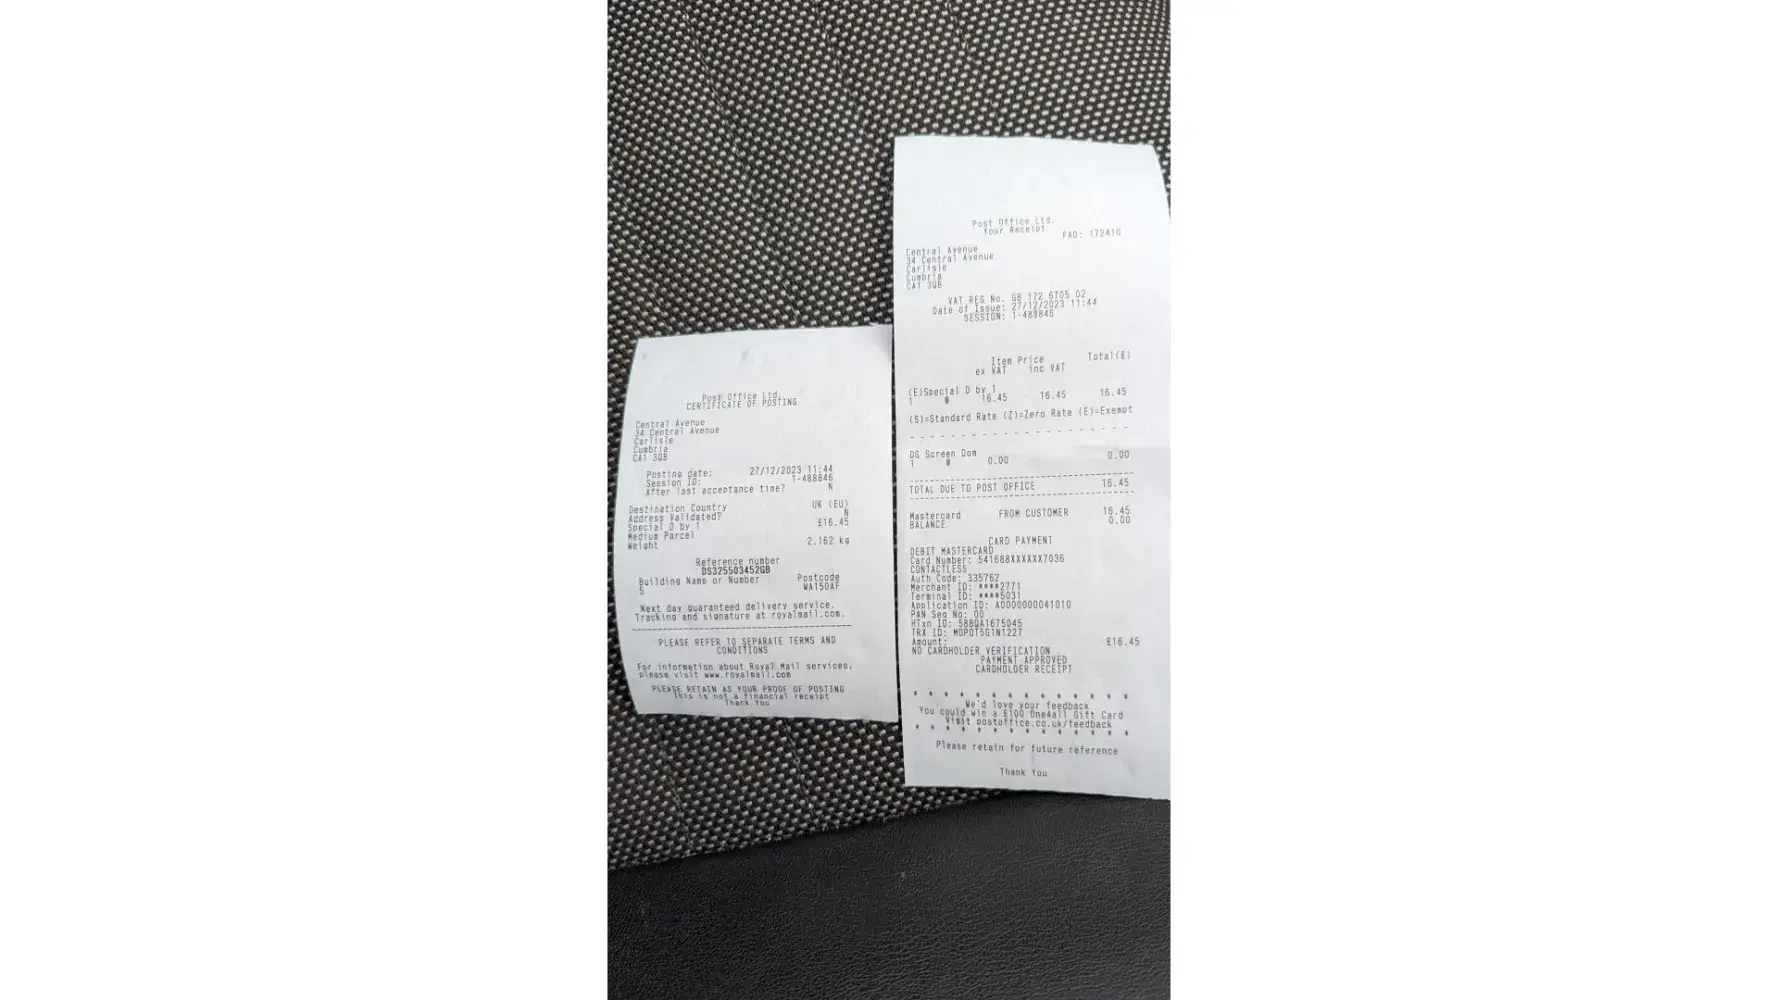 Post Office Ltd.
CERTIFICATE OF POSTING
Central Avenue
34 Central Avenue
Carlisle
Cumbria
CA1 3QB
Posting date: 27/12/2023 11:44
Session ID: 1-488846
After last acceptance time? N
Destination Country UK (EU)
Address Validated? N
Special D by 1 £16.45
Medium Parcel
Weight 2.162 kg
Reference number
DS325503452GB
Building Name or Number Postcode
5 WA150AF
Next day guaranteed delivery service.
Tracking and signature at royalmail.com.
PLEASE REFER TO SEPARATE TERMS AND
CONDITIONS
For information about Royal Mail services,
please visit www.royalmail.com
PLEASE RETAIN AS YOUR PROOF OF POSTING
This is not a financial receipt
Thank You
Post Office Ltd.
Your Receipt
FAD: 172410
Central Avenue
34 Central Avenue
Carlisle
Cumbria
CA1 3QB
VAT REG No. GB 172 6705 02
Date of Issue: 27/12/2023 11:44
SESSION: 1-488846
Item Price Total(£)
ex VAT inc VAT
(E)Special D by 1
1 @ 16.45 16.45 16.45
(S)=Standard Rate (Z)=Zero Rate (E)=Exempt
DG Screen Dom 0.00
1 @ 0.00
TOTAL DUE TO POST OFFICE 16.45
Mastercard FROM CUSTOMER 16.45
BALANCE 0.00
CARD PAYMENT
DEBIT MASTERCARD
Card Number: 541688XXXXXX7036
CONTACTLESS
Auth Code: 335762
Merchant ID: ****2771
Terminal ID: ****5031
Application ID: A0000000041010
PAN Seq No: 00
HTxn ID: 58BQA1675045
TRX ID: MDPOT5G1N1227
Amount: £16.45
NO CARDHOLDER VERIFICATION
PAYMENT APPROVED
CARDHOLDER RECEIPT
* * * * * * * * * * * * * *
We'd love your feedback
You could win a £100 One4all Gift Card
Visit postoffice.co.uk/feedback
* * * * * * * * * * * * * *
Please retain for future reference
Thank You